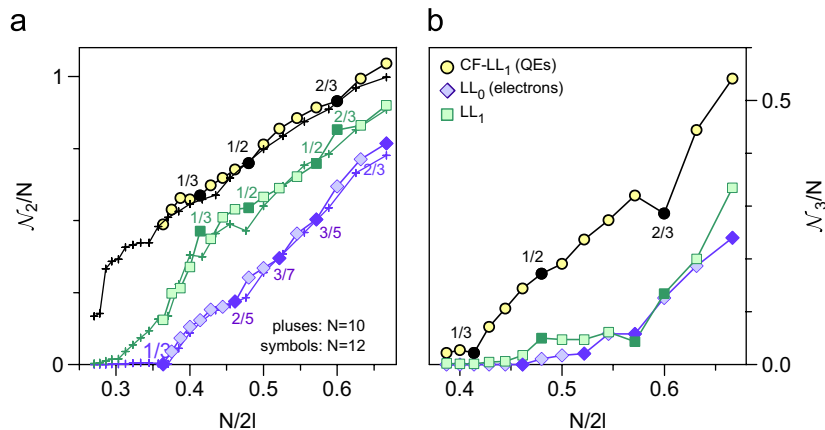 a
b
1
0
𝒩₂/N
0.3
0.4
0.5
0.6
N/2l
1/3
1/2
2/3
1/3
1/2
1/2
2/3
1/3
2/5
3/7
3/5
2/3
pluses: N=10
symbols: N=12
CF-LL₁ (QEs)
LL₀ (electrons)
LL₁
1/3
1/2
2/3
0.5
0.0
𝒩₃/N
0.4
0.5
0.6
N/2l